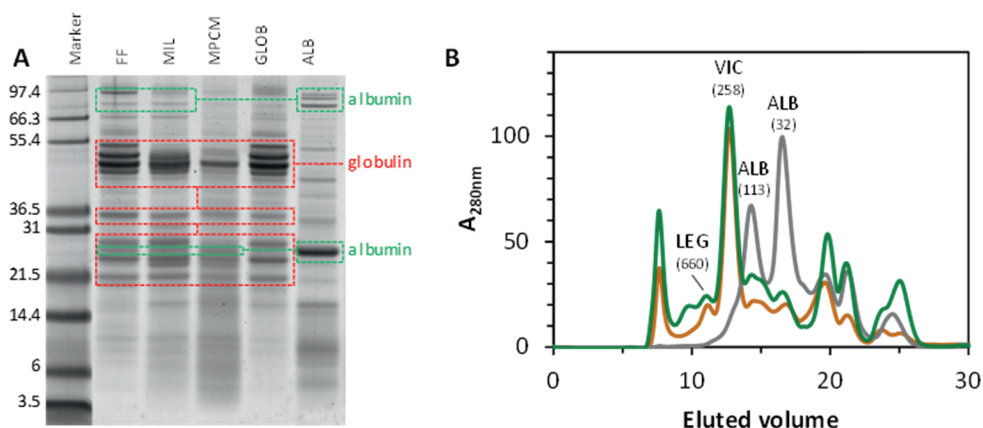 A
Marker
FF
MIL
MPCM
GLOB
ALB
97.4
66.3
55.4
36.5
31
21.5
14.4
6
3.5
albumin
globulin
albumin
B
A280nm
100
50
0
VIC
(258)
ALB
(32)
ALB
(113)
LEG
(660)
0
10
20
30
Eluted volume